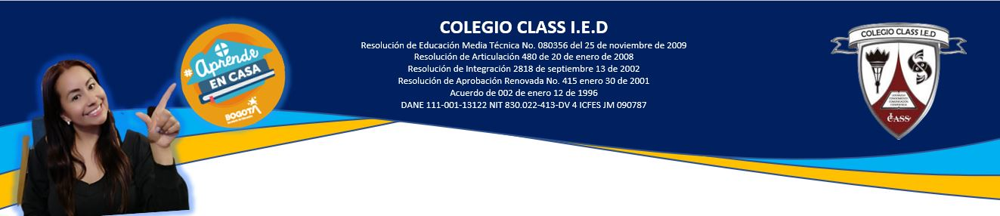 COLEGIO CLASS I.E.D
Resolución de Educación Media Técnica No. 080356 del 25 de noviembre de 2009
Resolución de Articulación 480 de 20 de enero de 2008
Resolución de Integración 2818 de septiembre 13 de 2002
Resolución de Aprobación Renovada No. 415 enero 30 de 2001
Acuerdo de 002 de enero 12 de 1996
DANE 111-001-13122 NIT 830.022-413-DV 4 ICFES JM 090787
#Aprende
EN CASA
BOGOTÁ
COLEGIO CLASS I.E.D
CONOCIMIENTO
COMUNICACIÓN
CLASS